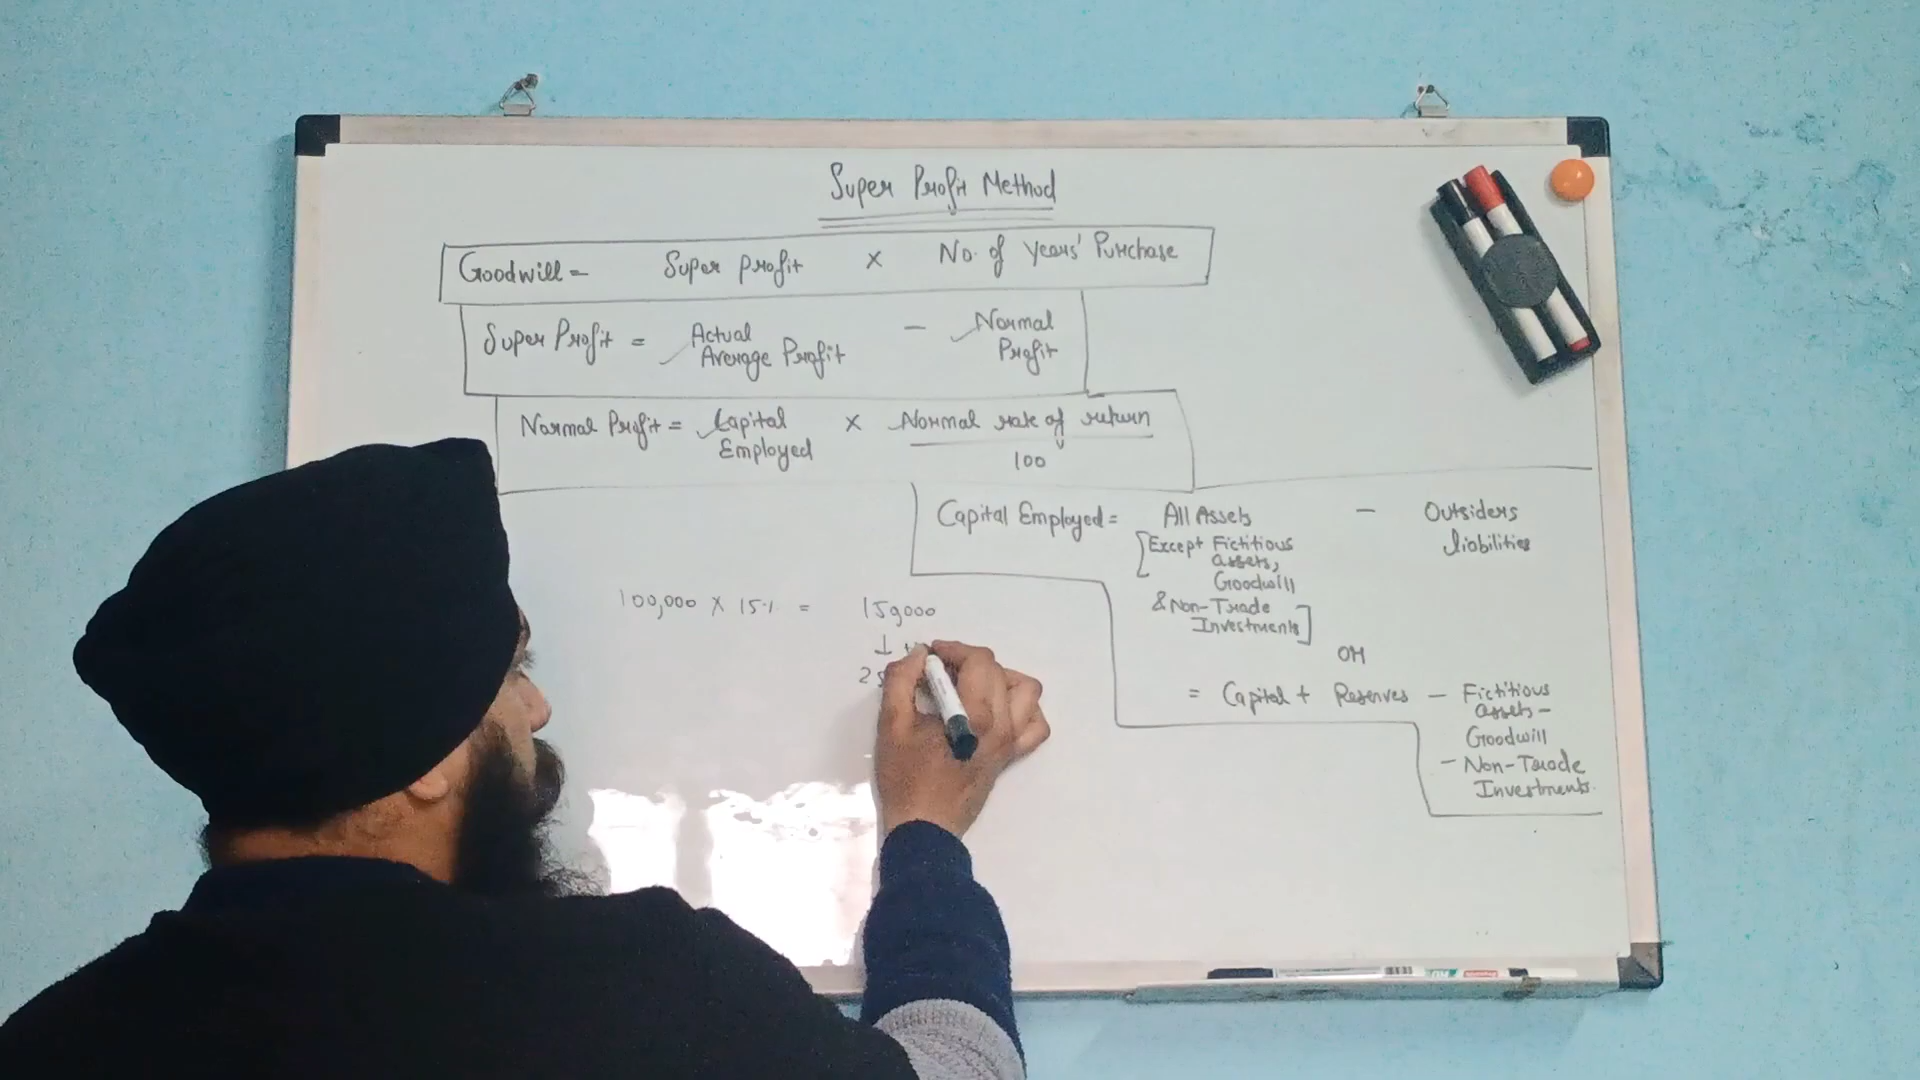 Super Profit Method
Goodwill = Super profit × No. of years' Purchase
Super Profit = Actual Average Profit − Normal Profit
Normal Profit = Capital Employed × Normal rate of return
100
Capital Employed = All Assets − Outsiders liabilities
[Except Fictitious
assets,
Goodwill
& Non-Trade
Investments]
OR
= Capital + Reserves − Fictitious
assets −
Goodwill
− Non-Trade
Investments.
100,000 × 15% = 15,000